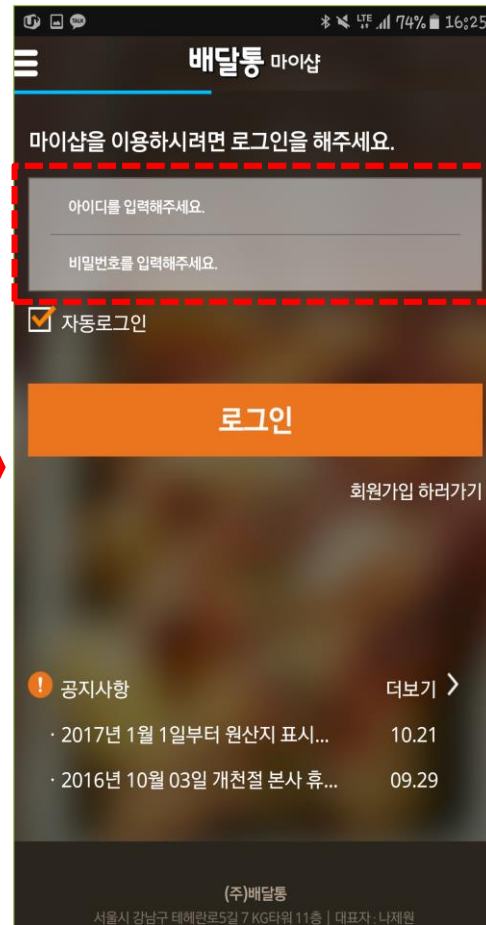 TALK LTE 74% 16:25
배달통 마이샵
마이샵을 이용하시려면 로그인을 해주세요.
아이디를 입력해주세요.
비밀번호를 입력해주세요.
자동로그인
로그인
회원가입 하러가기
! 공지사항 더보기 >
· 2017년 1월 1일부터 원산지 표시... 10.21
· 2016년 10월 03일 개천절 본사 휴... 09.29
(주)배달통
서울시 강남구 테헤란로5길 7 KG타워 11층 | 대표자 : 나제원